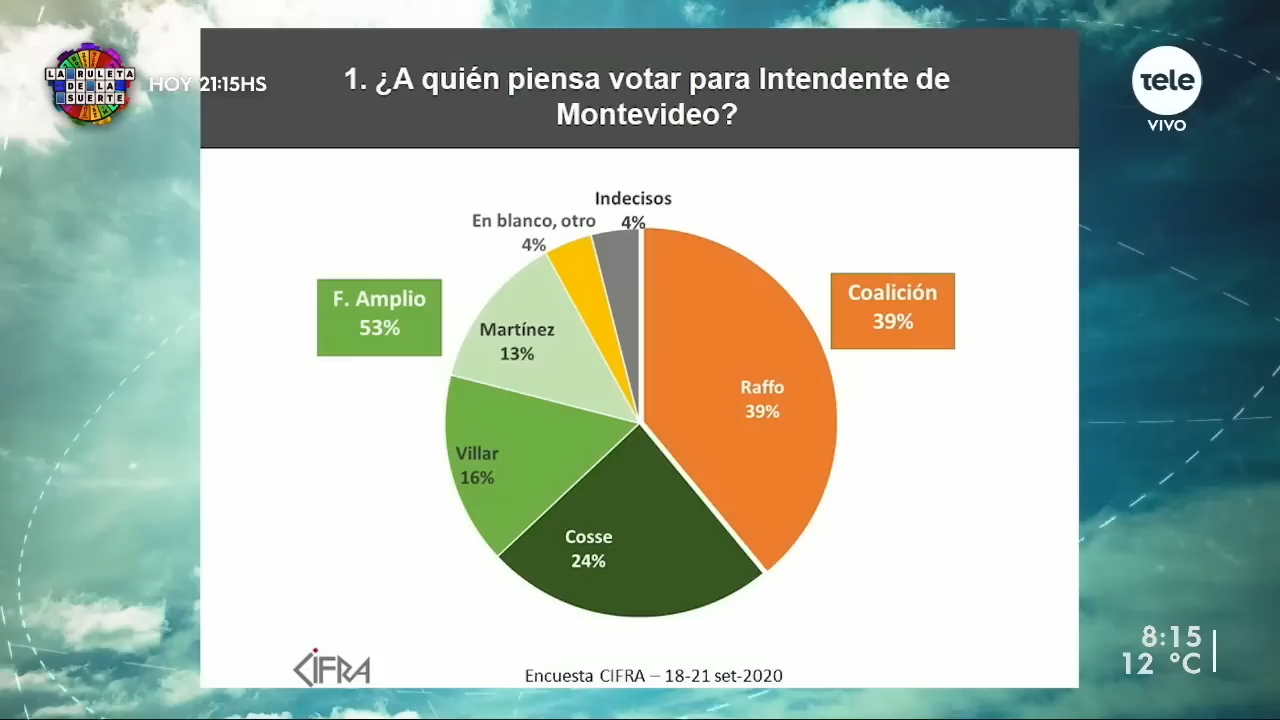 LA RULETA
DE LA
SUERTE
HOY 21:15HS
1. ¿A quién piensa votar para Intendente de
Montevideo?
tele
VIVO
Indecisos
4%
En blanco, otro
4%
F. Amplio
53%
Coalición
39%
Martínez
13%
Raffo
39%
Villar
16%
Cosse
24%
CIFRA
Encuesta CIFRA – 18-21 set-2020
8:15
12 °C